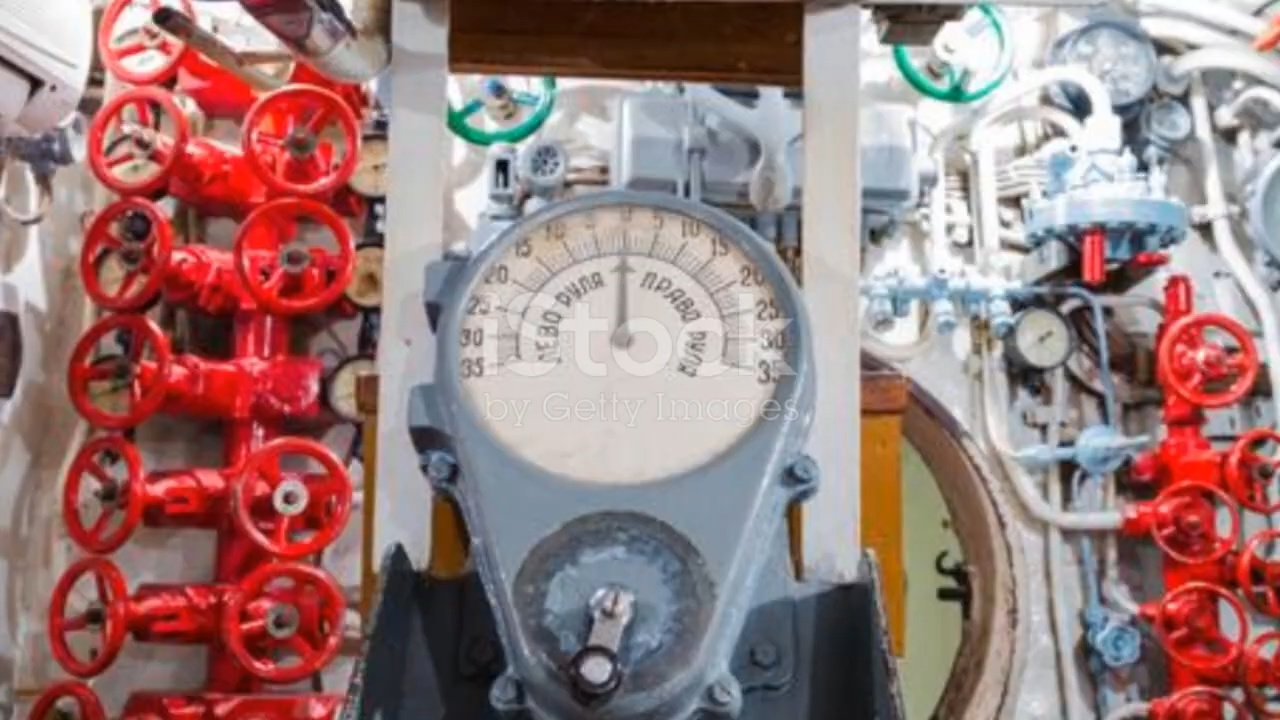 15 10 5 0 5 10 15
20 20
25 25
30 30
35 35
ЛЕВО РУЛЯ ПРАВО РУЛЯ
iStock
by Getty Images